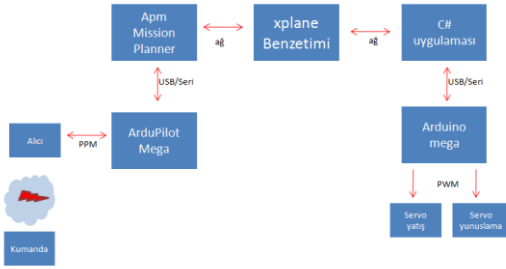 Apm
Mission
Planner
ağ
xplane
Benzetimi
ağ
C#
uygulaması
USB/Seri
USB/Seri
Alıcı
PPM
ArduPilot
Mega
Arduino
mega
PWM
Kumanda
Servo
yatış
Servo
yunuslama